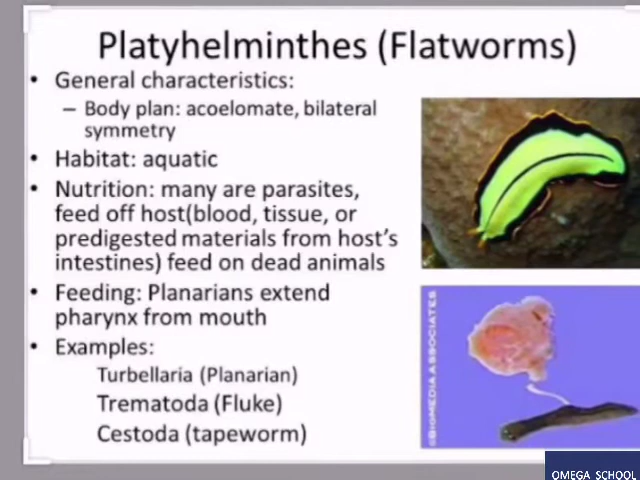 Platyhelminthes (Flatworms)
• General characteristics:
– Body plan: acoelomate, bilateral
symmetry
• Habitat: aquatic
• Nutrition: many are parasites,
feed off host(blood, tissue, or
predigested materials from host's
intestines) feed on dead animals
• Feeding: Planarians extend
pharynx from mouth
• Examples:
Turbellaria (Planarian)
Trematoda (Fluke)
Cestoda (tapeworm)
©BIOMEDIA ASSOCIATES
OMEGA SCHOOL